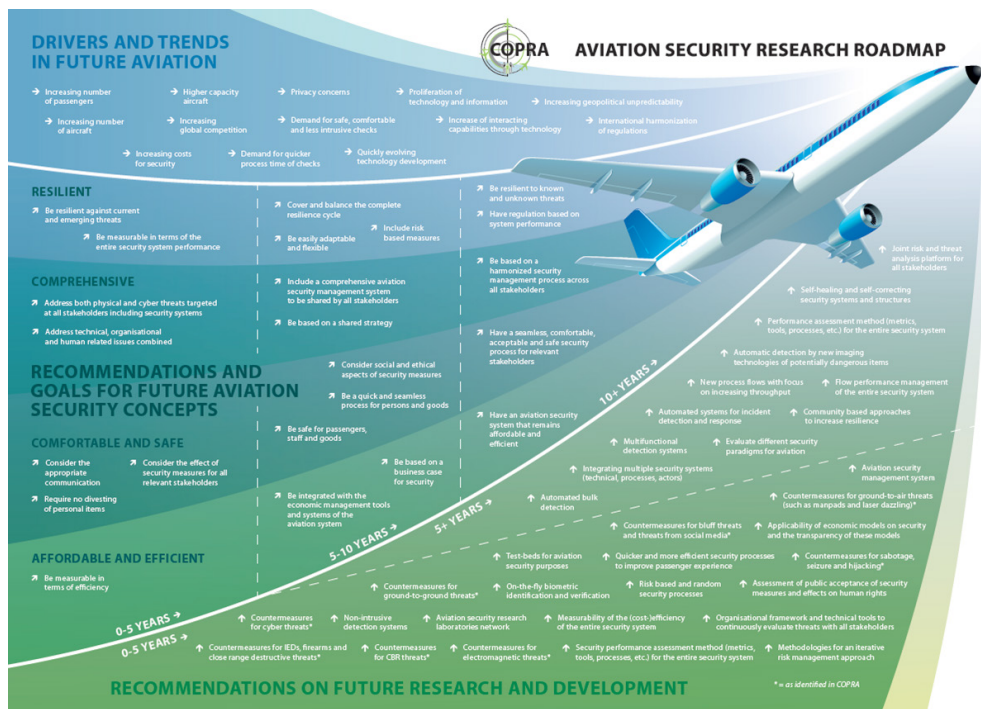 DRIVERS AND TRENDS
IN FUTURE AVIATION
COPRA
AVIATION SECURITY RESEARCH ROADMAP
Increasing number
of passengers
Higher capacity
aircraft
Privacy concerns
Proliferation of
technology and information
Increasing geopolitical unpredictability
Increasing number
of aircraft
Increasing
global competition
Demand for safe, comfortable
and less intrusive checks
Increase of interacting
capabilities through technology
International harmonization
of regulations
Increasing costs
for security
Demand for quicker
process time of checks
Quickly evolving
technology development
RESILIENT
Be resilient against current
and emerging threats
Be measurable in terms of the
entire security system performance
Cover and balance the complete
resilience cycle
Include risk
based measures
Be easily adaptable
and flexible
Be resilient to known
and unknown threats
Have regulation based on
system performance
COMPREHENSIVE
Address both physical and cyber threats targeted
at all stakeholders including security systems
Address technical, organisational
and human related issues combined
Include a comprehensive aviation
security management system
to be shared by all stakeholders
Be based on a shared strategy
Be based on a
harmonized security
management process across
all stakeholders
Have a seamless, comfortable,
acceptable and safe security
process for relevant
stakeholders
RECOMMENDATIONS AND
GOALS FOR FUTURE AVIATION
SECURITY CONCEPTS
Consider social and ethical
aspects of security measures
Be a quick and seamless
process for persons and goods
Be safe for passengers,
staff and goods
Have an aviation security
system that remains
affordable and
efficient
COMFORTABLE AND SAFE
Consider the
appropriate
communication
Consider the effect of
security measures for all
relevant stakeholders
Require no divesting
of personal items
Be based on a
business case
for security
Be integrated with the
economic management tools
and systems of the
aviation system
AFFORDABLE AND EFFICIENT
Be measurable in
terms of efficiency
0-5 YEARS
0-5 YEARS
5-10 YEARS
5+ YEARS
10+ YEARS
Joint risk and threat
analysis platform for
all stakeholders
Self-healing and self-correcting
security systems and structures
Performance assessment method (metrics,
tools, processes, etc.) for the entire security system
Automatic detection by new imaging
technologies of potentially dangerous items
New process flows with focus
on increasing throughput
Flow performance management
of the entire security system
Automated systems for incident
detection and response
Community based approaches
to increase resilience
Multifunctional
detection systems
Evaluate different security
paradigms for aviation
Integrating multiple security systems
(technical, processes, actors)
Aviation security
management system
Automated bulk
detection
Countermeasures for ground-to-air threats
(such as manpads and laser dazzling)*
Countermeasures for bluff threats
and threats from social media*
Applicability of economic models on security
and the transparency of these models
Test-beds for aviation
security purposes
Quicker and more efficient security processes
to improve passenger experience
Countermeasures for sabotage,
seizure and hijacking*
Countermeasures for
ground-to-ground threats*
On-the-fly biometric
identification and verification
Risk based and random
security processes
Assessment of public acceptance of security
measures and effects on human rights
Countermeasures
for cyber threats*
Non-intrusive
detection systems
Aviation security research
laboratories network
Measurability of the (cost-)efficiency
of the entire security system
Organisational framework and technical tools to
continuously evaluate threats with all stakeholders
Countermeasures for IEDs, firearms and
close range destructive threats*
Countermeasures
for CBR threats*
Countermeasures for
electromagnetic threats*
Security performance assessment method (metrics,
tools, processes, etc.) for the entire security system
Methodologies for an iterative
risk management approach
RECOMMENDATIONS ON FUTURE RESEARCH AND DEVELOPMENT
* = as identified in COPRA